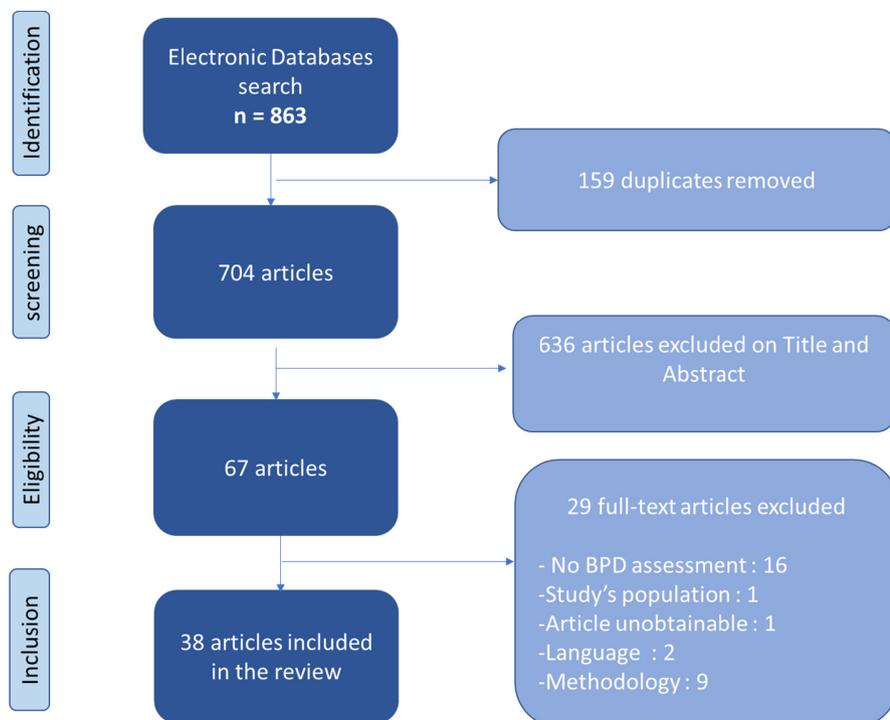 Identification
Electronic Databases
search
n = 863
159 duplicates removed
screening
704 articles
636 articles excluded on Title and
Abstract
Eligibility
67 articles
29 full-text articles excluded
- No BPD assessment : 16
-Study's population : 1
-Article unobtainable : 1
-Language  : 2
-Methodology : 9
Inclusion
38 articles included
in the review